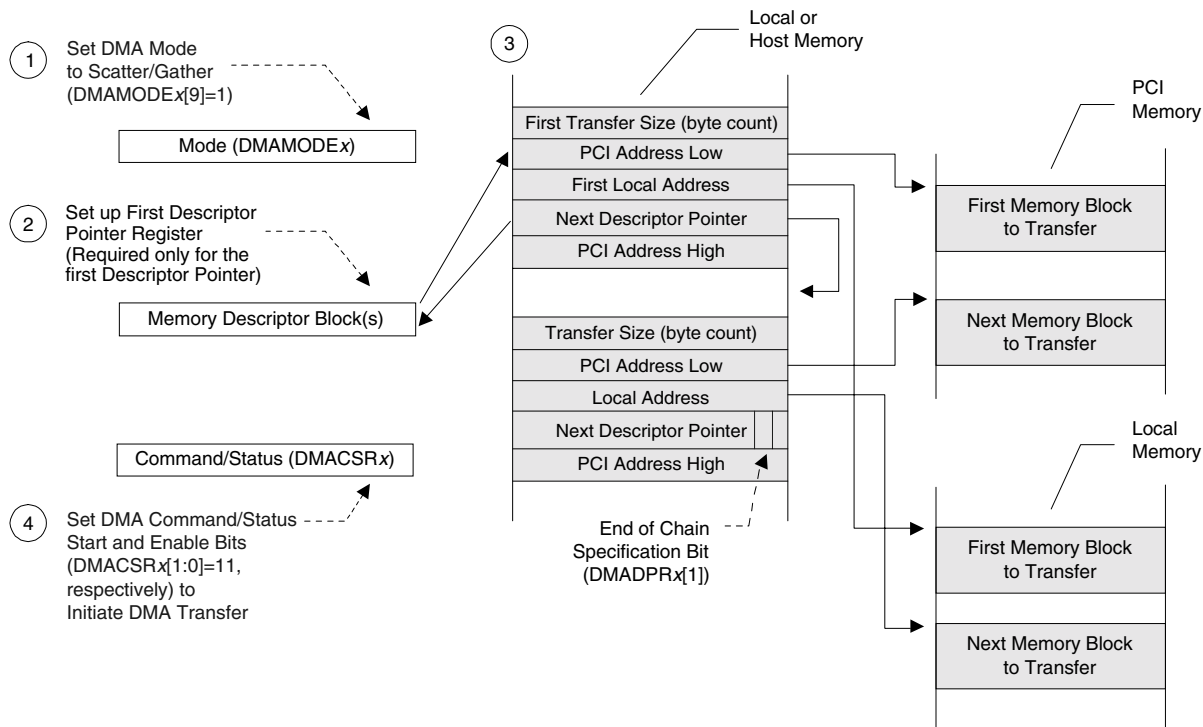 1
Set DMA Mode
to Scatter/Gather
(DMAMODEx[9]=1)
Mode (DMAMODEx)
2
Set up First Descriptor
Pointer Register
(Required only for the
first Descriptor Pointer)
Memory Descriptor Block(s)
Command/Status (DMACSRx)
4
Set DMA Command/Status
Start and Enable Bits
(DMACSRx[1:0]=11,
respectively) to
Initiate DMA Transfer
3
Local or
Host Memory
First Transfer Size (byte count)
PCI Address Low
First Local Address
Next Descriptor Pointer
PCI Address High
Transfer Size (byte count)
PCI Address Low
Local Address
Next Descriptor Pointer
PCI Address High
End of Chain
Specification Bit
(DMADPRx[1])
PCI
Memory
First Memory Block
to Transfer
Next Memory Block
to Transfer
Local
Memory
First Memory Block
to Transfer
Next Memory Block
to Transfer